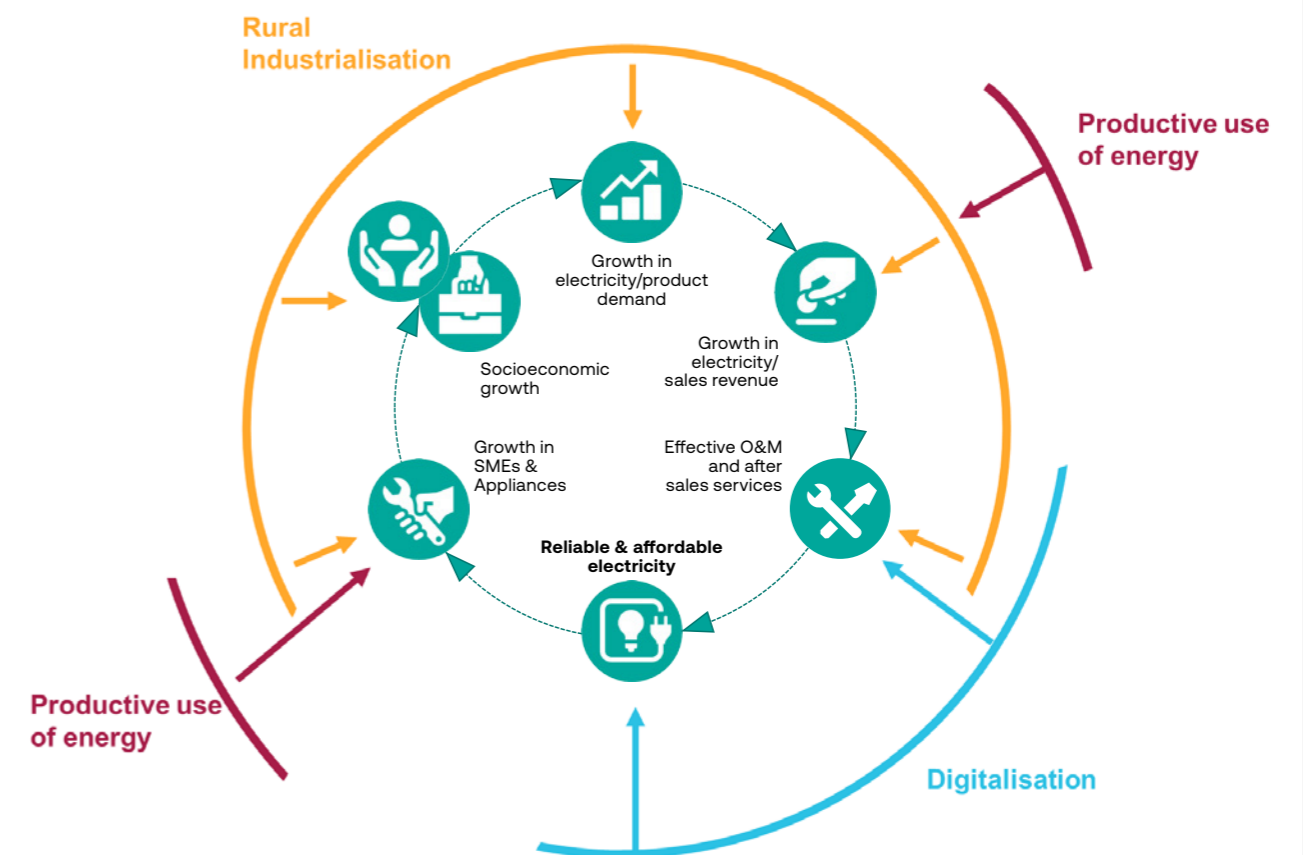 Rural
Industrialisation
Productive use
of energy
Growth in
electricity/product
demand
Growth in
electricity/
sales revenue
Socioeconomic
growth
Growth in
SMEs &
Appliances
Effective O&M
and after
sales services
Reliable & affordable
electricity
Productive use
of energy
Digitalisation